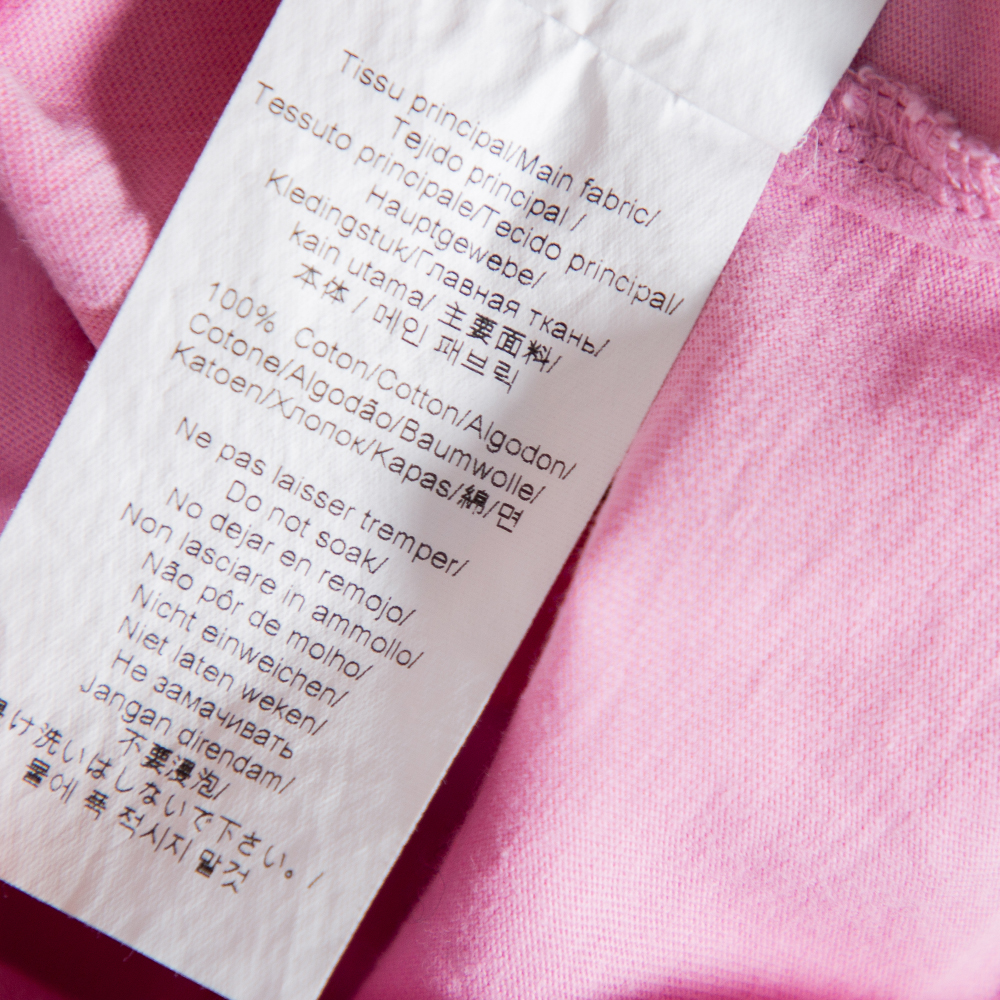 Tissu principal/Main fabric/
Tejido principal /
Tessuto principale/Tecido principal/
Hauptgewebe/
Kledingstuk/Главная ткань/
kain utama/ 主要面料/
本体 / 메인 패브릭
100% Coton/Cotton/Algodon/
Cotone/Algodão/Baumwolle/
Katoen/Хлопок/Kapas/綿/면
Ne pas laisser tremper/
Do not soak/
No dejar en remojo/
Non lasciare in ammollo/
Não pôr de molho/
Nicht einweichen/
Niet laten weken/
Не замачивать
Jangan direndam/
不要浸泡/
け洗いはしないで下さい。 /
물에 푹 적시지 말것